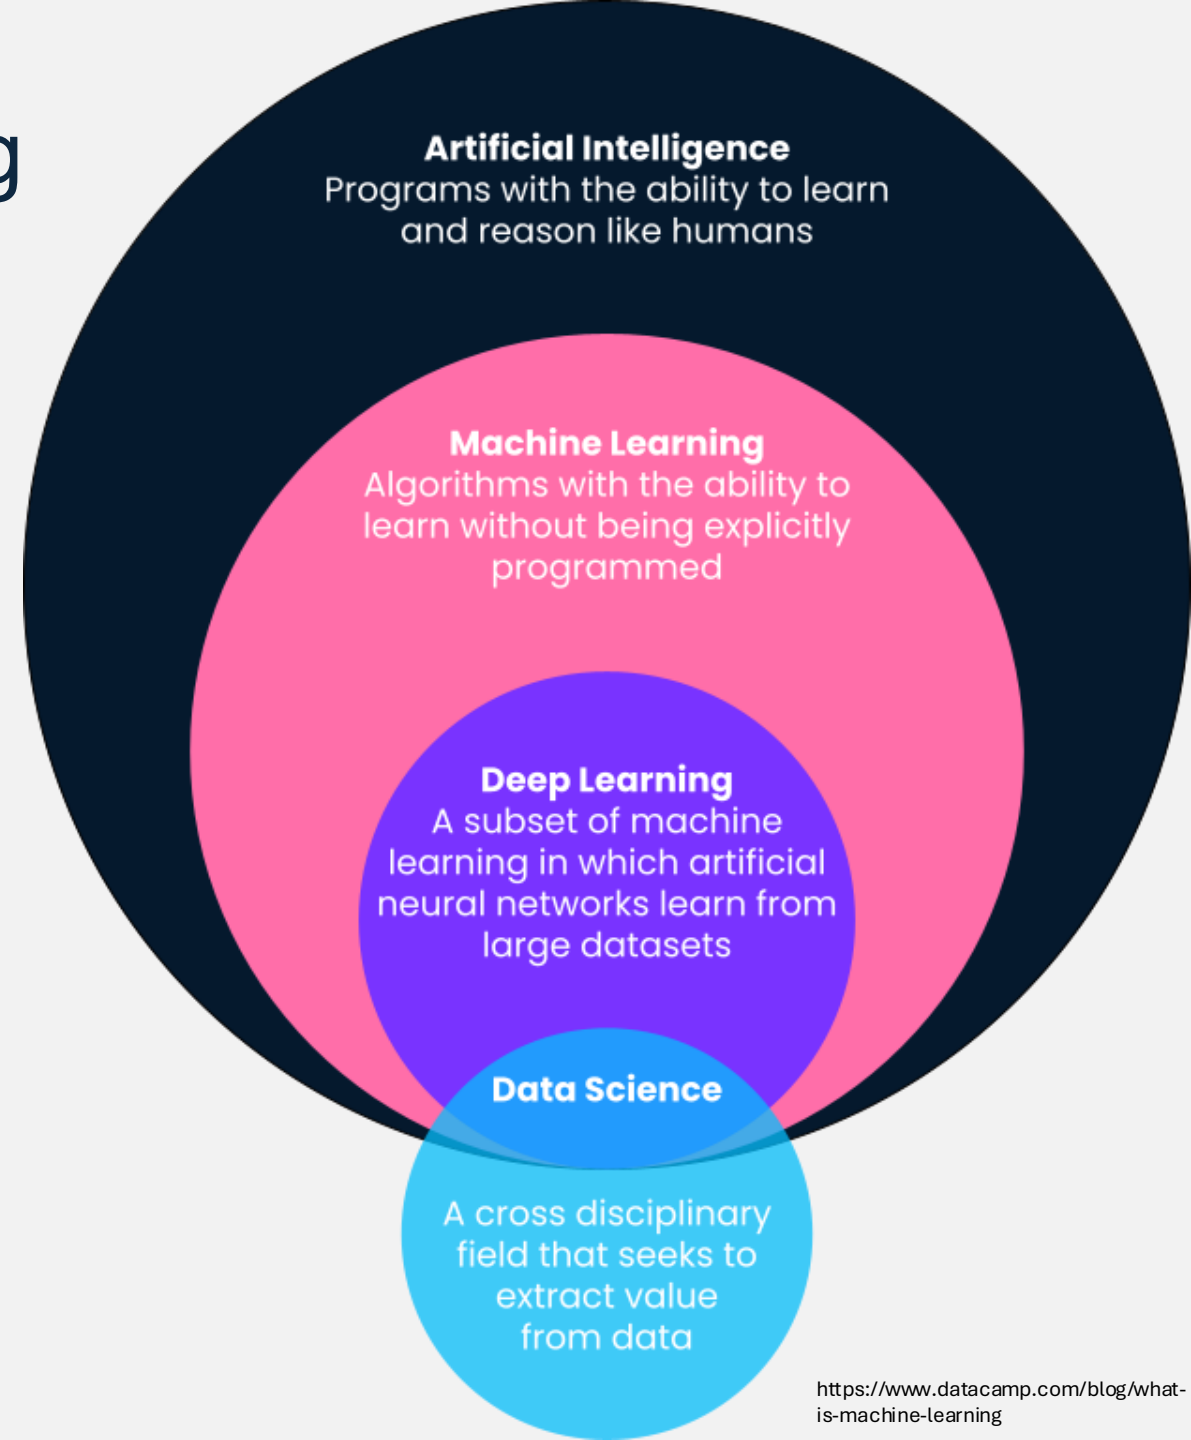 g
Artificial Intelligence
Programs with the ability to learn
and reason like humans
Machine Learning
Algorithms with the ability to
learn without being explicitly
programmed
Deep Learning
A subset of machine
learning in which artificial
neural networks learn from
large datasets
Data Science
A cross disciplinary
field that seeks to
extract value
from data
https://www.datacamp.com/blog/what-
is-machine-learning